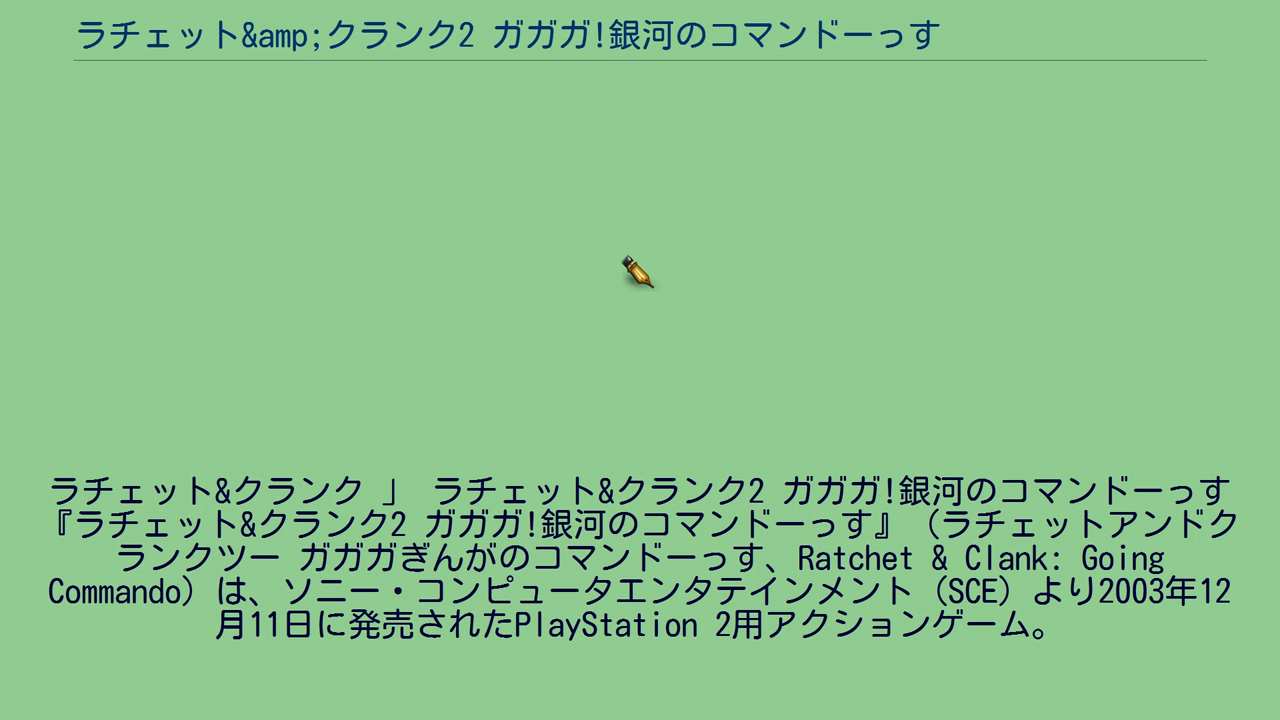 ラチェット&amp;クランク2 ガガガ!銀河のコマンドーっす
ラチェット&クランク 」 ラチェット&クランク2 ガガガ!銀河のコマンドーっす
『ラチェット&クランク2 ガガガ!銀河のコマンドーっす』（ラチェットアンドク
ランクツー ガガガぎんがのコマンドーっす、Ratchet & Clank: Going
Commando）は、ソニー・コンピュータエンタテインメント（SCE）より2003年12
月11日に発売されたPlayStation 2用アクションゲーム。